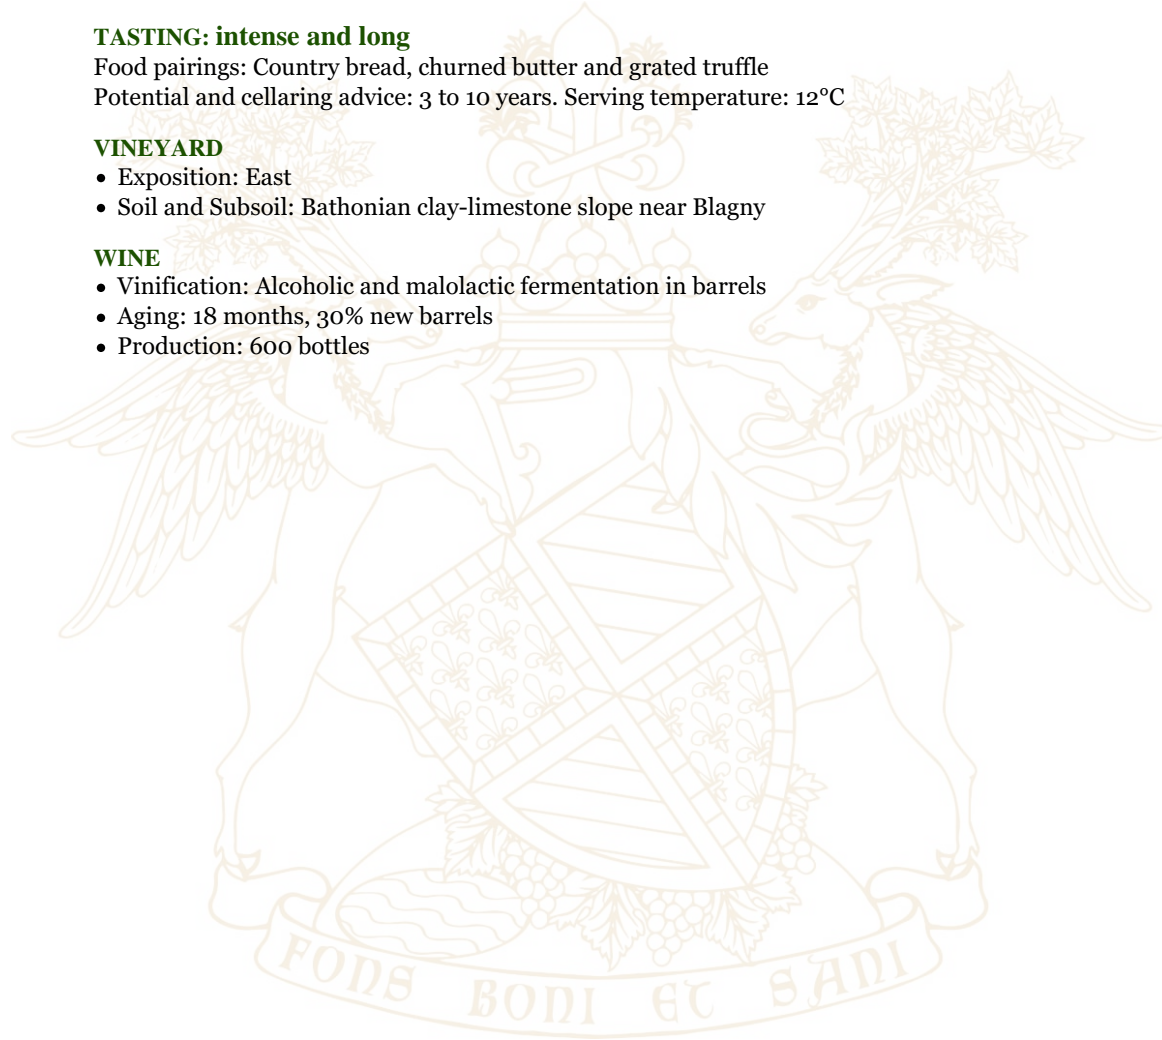 TASTING: intense and long
Food pairings: Country bread, churned butter and grated truffle
Potential and cellaring advice: 3 to 10 years. Serving temperature: 12°C
VINEYARD
• Exposition: East
• Soil and Subsoil: Bathonian clay-limestone slope near Blagny
WINE
• Vinification: Alcoholic and malolactic fermentation in barrels
• Aging: 18 months, 30% new barrels
• Production: 600 bottles
FONS BONI ET SANI